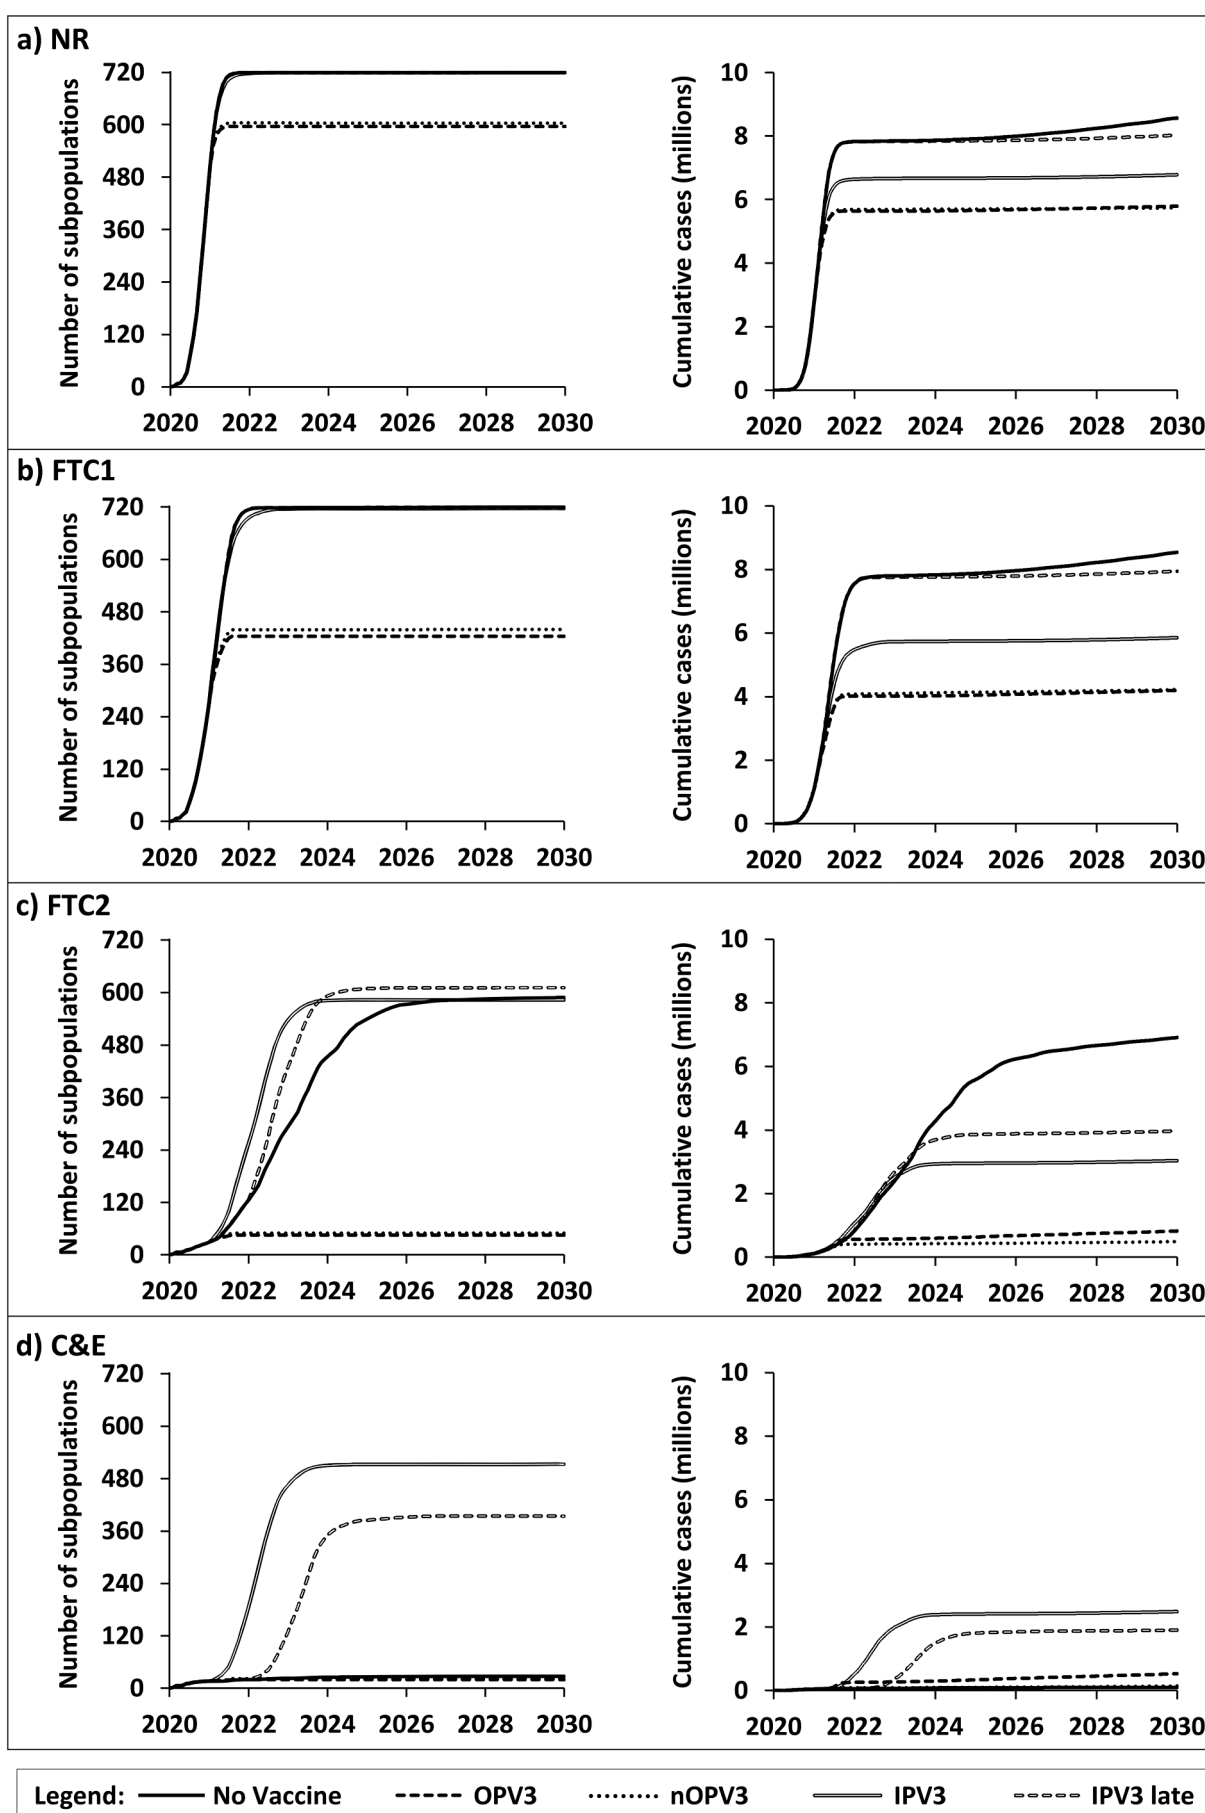 a) NR
Number of subpopulations
720
600
480
360
240
120
0
2020 2022 2024 2026 2028 2030
Cumulative cases (millions)
10
8
6
4
2
0
2020 2022 2024 2026 2028 2030
b) FTC1
Number of subpopulations
720
600
480
360
240
120
0
2020 2022 2024 2026 2028 2030
Cumulative cases (millions)
10
8
6
4
2
0
2020 2022 2024 2026 2028 2030
c) FTC2
Number of subpopulations
720
600
480
360
240
120
0
2020 2022 2024 2026 2028 2030
Cumulative cases (millions)
10
8
6
4
2
0
2020 2022 2024 2026 2028 2030
d) C&E
Number of subpopulations
720
600
480
360
240
120
0
2020 2022 2024 2026 2028 2030
Cumulative cases (millions)
10
8
6
4
2
0
2020 2022 2024 2026 2028 2030
Legend: No Vaccine OPV3 nOPV3 IPV3 IPV3 late